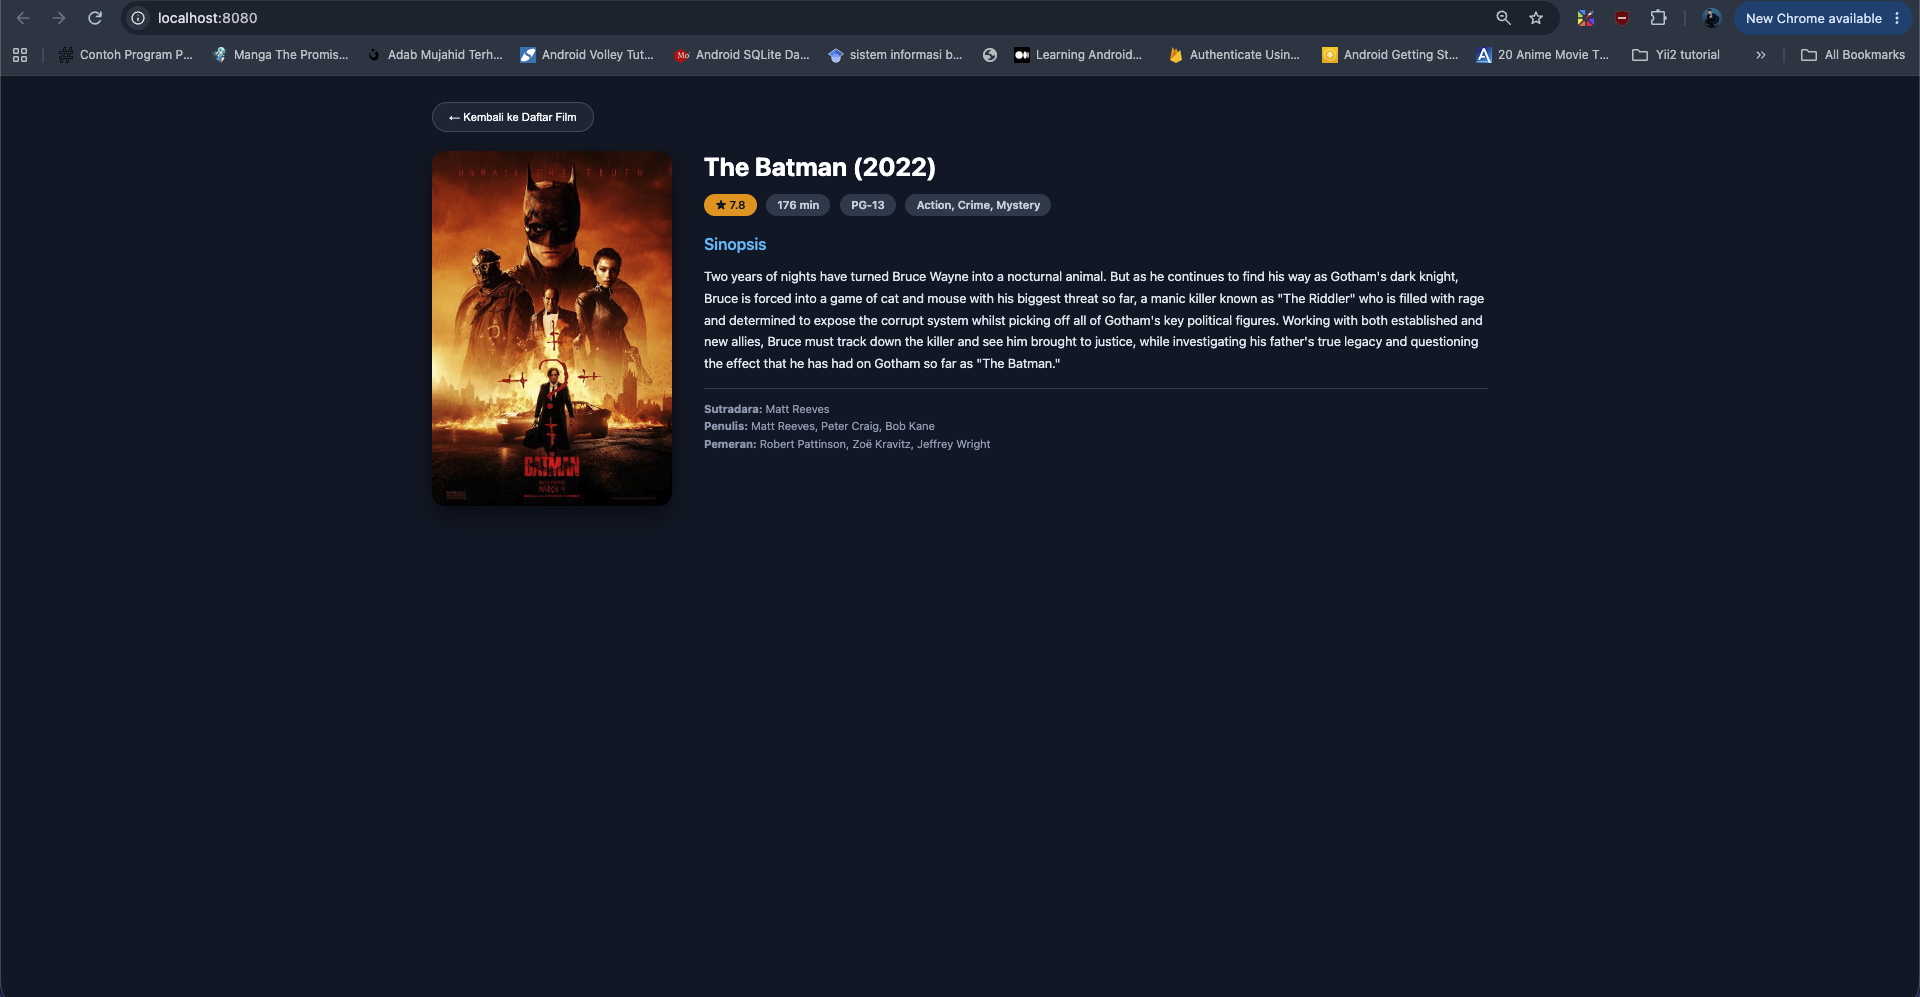 localhost:8080
New Chrome available
Contoh Program P...
Manga The Promis...
Adab Mujahid Terh...
Android Volley Tut...
Android SQLite Da...
sistem informasi b...
Learning Android...
Authenticate Usin...
Android Getting St...
20 Anime Movie T...
Yii2 tutorial
All Bookmarks
← Kembali ke Daftar Film
UNMASK THE TRUTH
THE
BATMAN
MARCH 4
The Batman (2022)
★ 7.8
176 min
PG-13
Action, Crime, Mystery
Sinopsis
Two years of nights have turned Bruce Wayne into a nocturnal animal. But as he continues to find his way as Gotham's dark knight,
Bruce is forced into a game of cat and mouse with his biggest threat so far, a manic killer known as "The Riddler" who is filled with rage
and determined to expose the corrupt system whilst picking off all of Gotham's key political figures. Working with both established and
new allies, Bruce must track down the killer and see him brought to justice, while investigating his father's true legacy and questioning
the effect that he has had on Gotham so far as "The Batman."
Sutradara: Matt Reeves
Penulis: Matt Reeves, Peter Craig, Bob Kane
Pemeran: Robert Pattinson, Zoë Kravitz, Jeffrey Wright